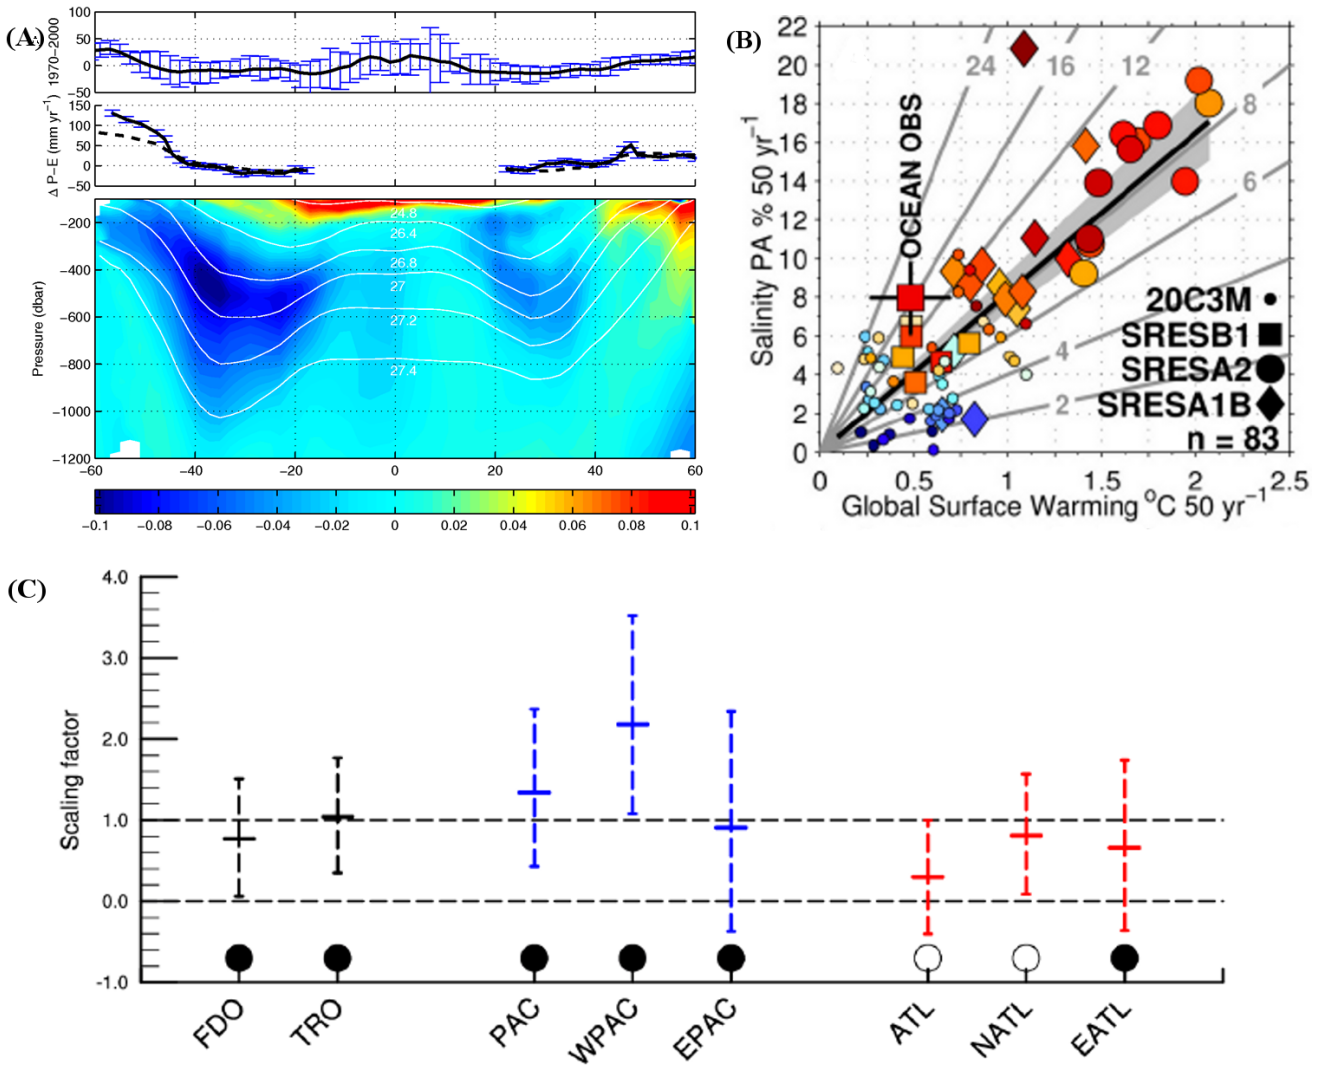 (A)
100
50
0
−50
1970−2000
150
100
50
0
−50
Δ P−E (mm yr⁻¹)
−200
−400
−600
−800
−1000
−1200
Pressure (dbar)
24.8
26.4
26.8
27
27.2
27.4
−60 −40 −20 0 20 40 60
−0.1 −0.08 −0.06 −0.04 −0.02 0 0.02 0.04 0.06 0.08 0.1
(B)
22
20
18
16
14
12
10
8
6
4
2
0
Salinity PA % 50 yr⁻¹
24 16 12
8
6
4
2
OCEAN OBS
20C3M
SRESB1
SRESA2
SRESA1B
n = 83
0 0.5 1 1.5 2 2.5
Global Surface Warming °C 50 yr⁻¹
(C)
4.0
3.0
2.0
1.0
0.0
-1.0
Scaling factor
FDO TRO PAC WPAC EPAC ATL NATL EATL